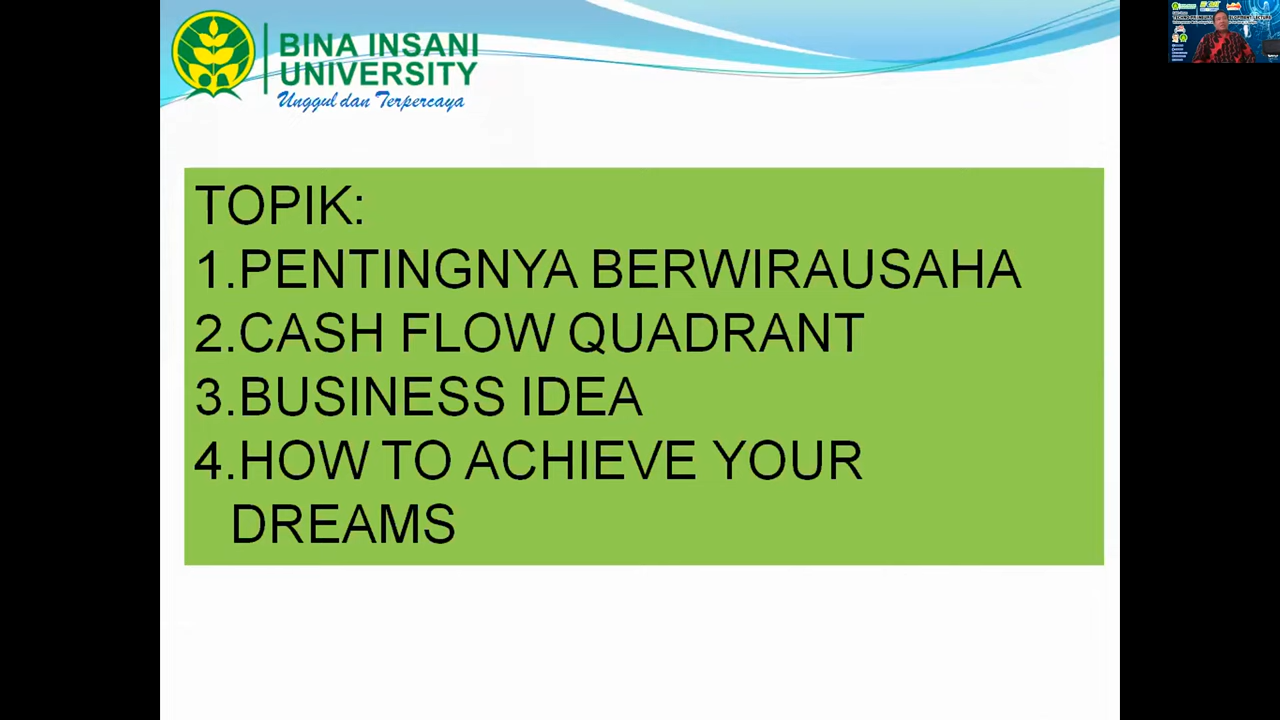 BINA INSANI
UNIVERSITY
Unggul dan Terpercaya
TOPIK:
1.PENTINGNYA BERWIRAUSAHA
2.CASH FLOW QUADRANT
3.BUSINESS IDEA
4.HOW TO ACHIEVE YOUR
DREAMS